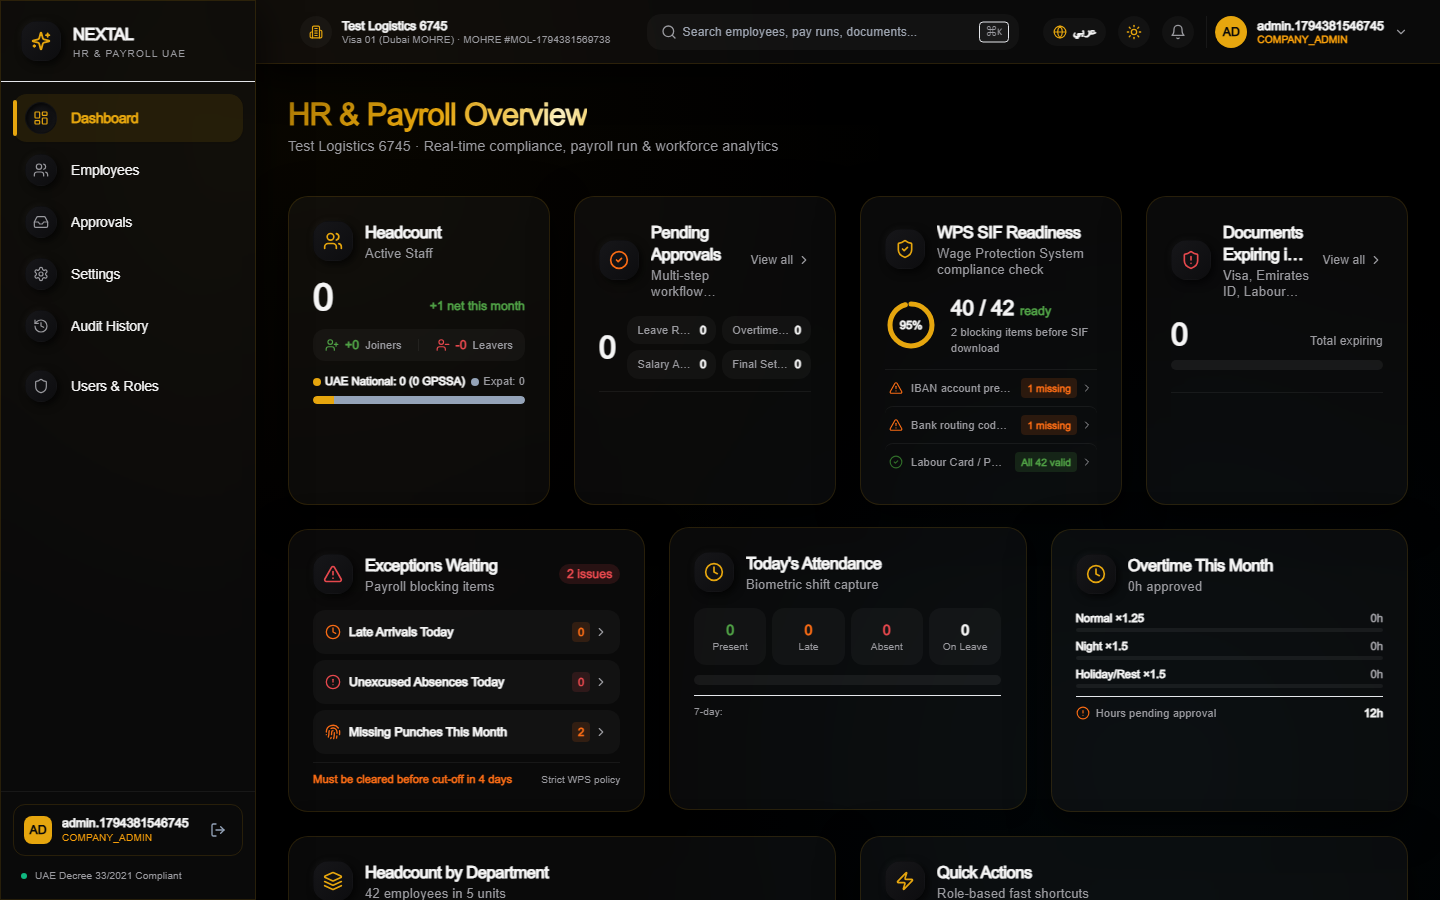 NEXTAL
HR & PAYROLL UAE
Dashboard
Employees
Approvals
Settings
Audit History
Users & Roles
AD
admin.1794381546745
COMPANY_ADMIN
UAE Decree 33/2021 Compliant
Test Logistics 6745
Visa 01 (Dubai MOHRE) · MOHRE #MOL-1794381569738
Search employees, pay runs, documents...
⌘K
عربي
AD
admin.1794381546745
COMPANY_ADMIN
HR & Payroll Overview
Test Logistics 6745 · Real-time compliance, payroll run & workforce analytics
Headcount
Active Staff
0
+1 net this month
+0 Joiners
-0 Leavers
UAE National: 0 (0 GPSSA)
Expat: 0
Pending
Approvals
Multi-step
workflow...
View all
0
Leave R... 0
Overtime... 0
Salary A... 0
Final Set... 0
WPS SIF Readiness
Wage Protection System
compliance check
95%
40 / 42 ready
2 blocking items before SIF
download
IBAN account pre... 1 missing
Bank routing cod... 1 missing
Labour Card / P... All 42 valid
Documents
Expiring i...
Visa, Emirates
ID, Labour...
View all
0
Total expiring
Exceptions Waiting
Payroll blocking items
2 issues
Late Arrivals Today 0
Unexcused Absences Today 0
Missing Punches This Month 2
Must be cleared before cut-off in 4 days
Strict WPS policy
Today's Attendance
Biometric shift capture
0 Present
0 Late
0 Absent
0 On Leave
7-day:
Overtime This Month
0h approved
Normal ×1.25 0h
Night ×1.5 0h
Holiday/Rest ×1.5 0h
Hours pending approval 12h
Headcount by Department
42 employees in 5 units
Quick Actions
Role-based fast shortcuts